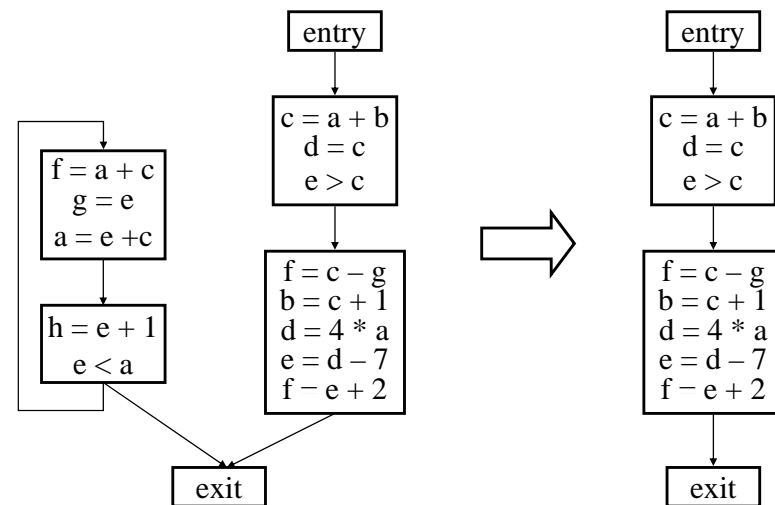 entry
c = a + b
d = c
e > c
f = a + c
g = e
a = e +c
h = e + 1
e < a
f = c – g
b = c + 1
d = 4 * a
e = d – 7
f – e + 2
exit
entry
c = a + b
d = c
e > c
f = c – g
b = c + 1
d = 4 * a
e = d – 7
f – e + 2
exit